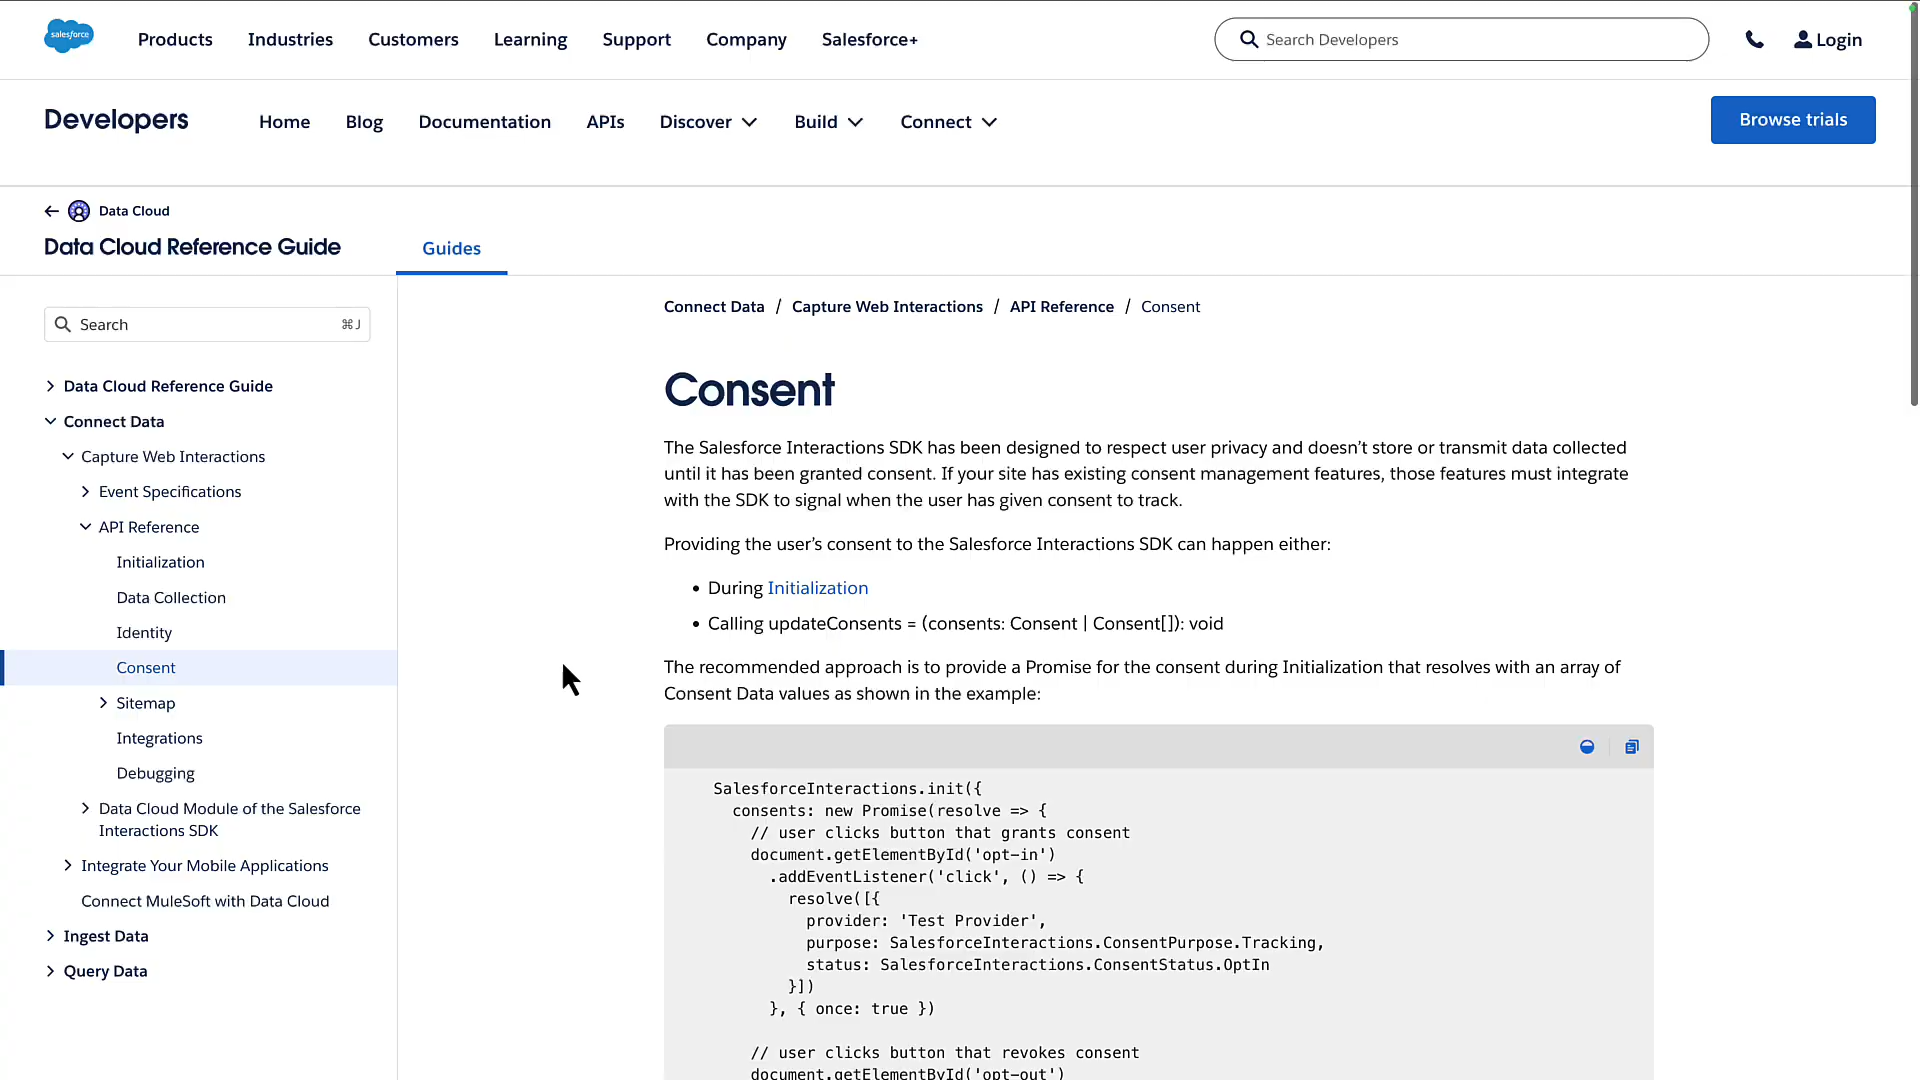 salesforce
Products
Industries
Customers
Learning
Support
Company
Salesforce+
Search Developers
Login
Developers
Home
Blog
Documentation
APIs
Discover
Build
Connect
Browse trials
Data Cloud
Data Cloud Reference Guide
Guides
Search
⌘J
Data Cloud Reference Guide
Connect Data
Capture Web Interactions
Event Specifications
API Reference
Initialization
Data Collection
Identity
Consent
Sitemap
Integrations
Debugging
Data Cloud Module of the Salesforce
Interactions SDK
Integrate Your Mobile Applications
Connect MuleSoft with Data Cloud
Ingest Data
Query Data
Connect Data / Capture Web Interactions / API Reference / Consent
Consent
The Salesforce Interactions SDK has been designed to respect user privacy and doesn’t store or transmit data collected
until it has been granted consent. If your site has existing consent management features, those features must integrate
with the SDK to signal when the user has given consent to track.
Providing the user’s consent to the Salesforce Interactions SDK can happen either:
• During Initialization
• Calling updateConsents = (consents: Consent | Consent[]): void
The recommended approach is to provide a Promise for the consent during Initialization that resolves with an array of
Consent Data values as shown in the example:
SalesforceInteractions.init({
consents: new Promise(resolve => {
// user clicks button that grants consent
document.getElementById('opt-in')
.addEventListener('click', () => {
resolve([{
provider: 'Test Provider',
purpose: SalesforceInteractions.ConsentPurpose.Tracking,
status: SalesforceInteractions.ConsentStatus.OptIn
}])
}, { once: true })
// user clicks button that revokes consent
document.getElementById('opt-out')